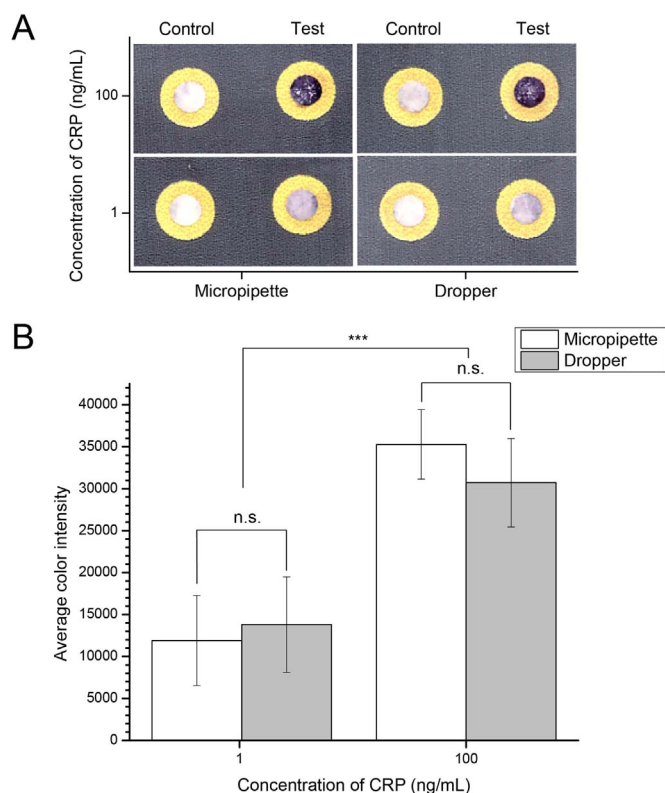 A
Control Test Control Test
Concentration of CRP (ng/mL)
100
1
Micropipette Dropper
B
***
Micropipette
Dropper
n.s.
n.s.
Average color intensity
40000
35000
30000
25000
20000
15000
10000
5000
0
1 100
Concentration of CRP (ng/mL)